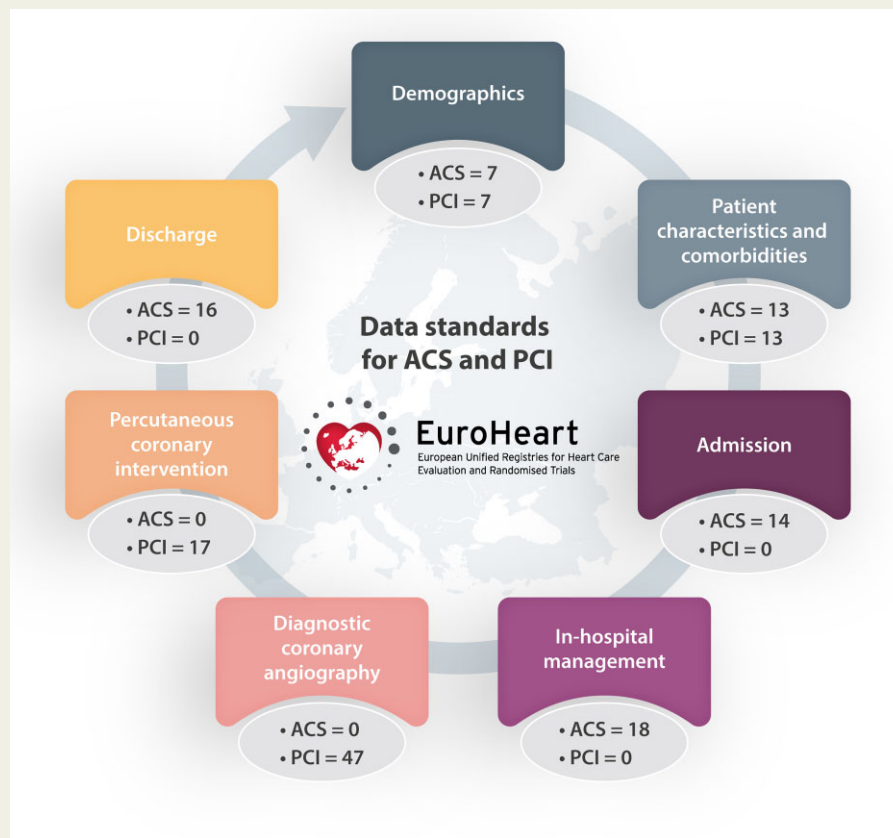 Demographics
• ACS = 7
• PCI = 7
Patient
characteristics and
comorbidities
• ACS = 13
• PCI = 13
Admission
• ACS = 14
• PCI = 0
In-hospital
management
• ACS = 18
• PCI = 0
Diagnostic
coronary
angiography
• ACS = 0
• PCI = 47
Percutaneous
coronary
intervention
• ACS = 0
• PCI = 17
Discharge
• ACS = 16
• PCI = 0
Data standards
for ACS and PCI
EuroHeart
European Unified Registries for Heart Care
Evaluation and Randomised Trials